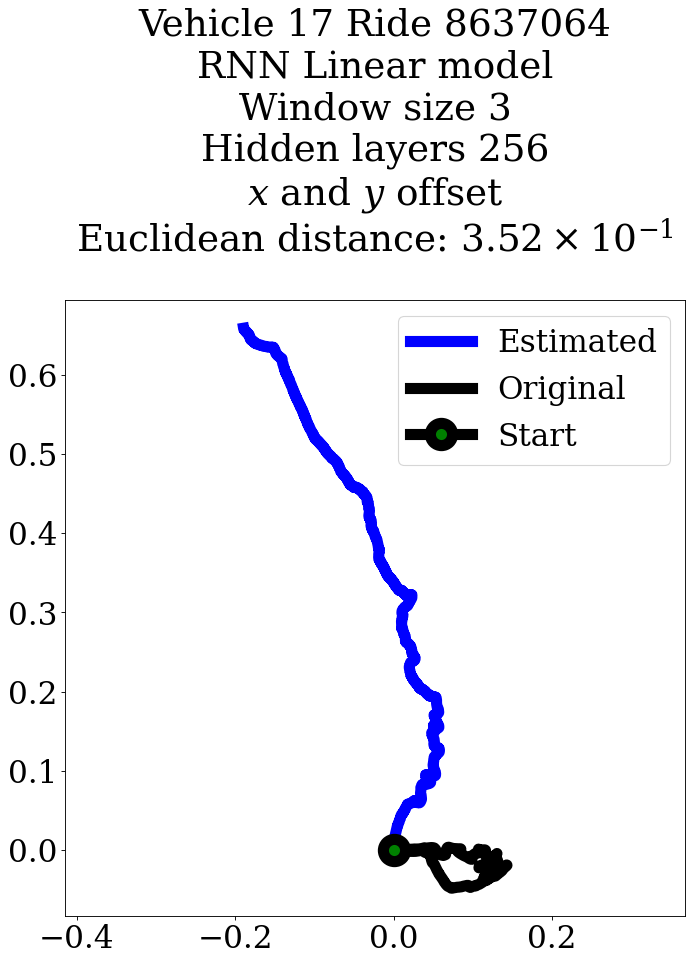 Vehicle 17 Ride 8637064
RNN Linear model
Window size 3
Hidden layers 256
x and y offset
Euclidean distance: 3.52 × 10⁻¹
Estimated
Original
Start
0.6
0.5
0.4
0.3
0.2
0.1
0.0
−0.4 −0.2 0.0 0.2